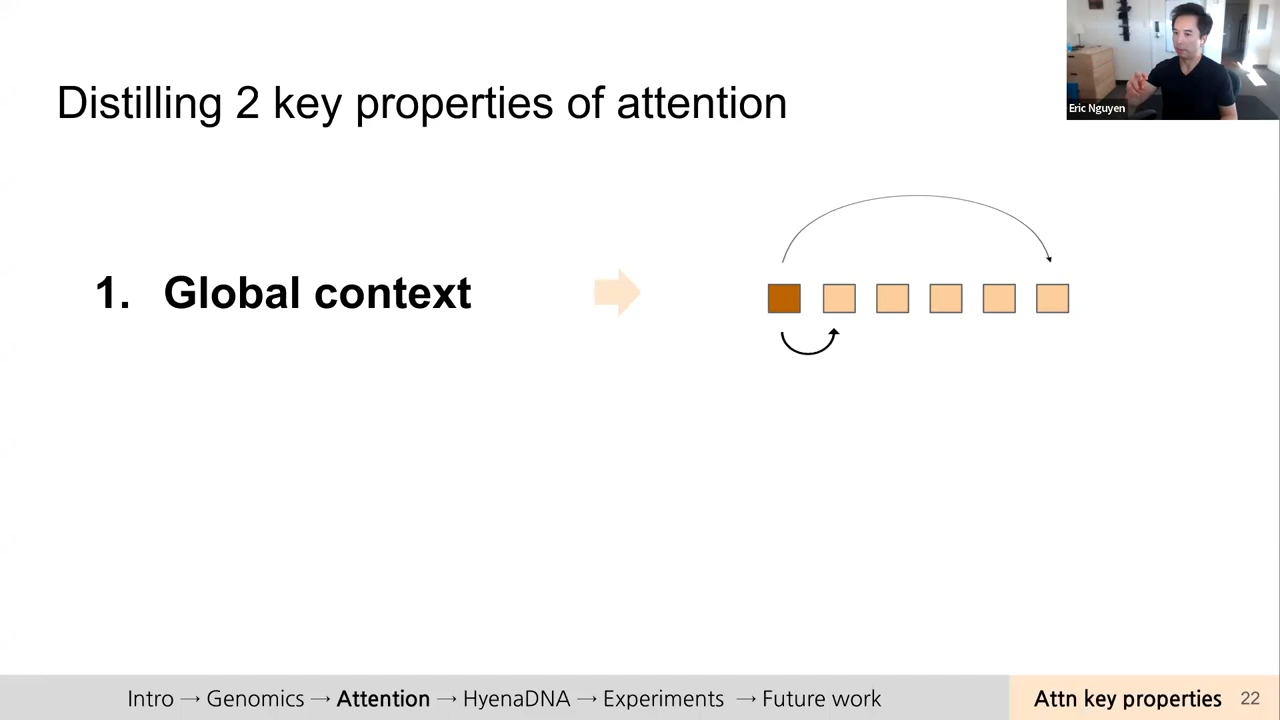 Distilling 2 key properties of attention
Eric Nguyen
1. Global context
Intro → Genomics → Attention → HyenaDNA → Experiments → Future work
Attn key properties 22